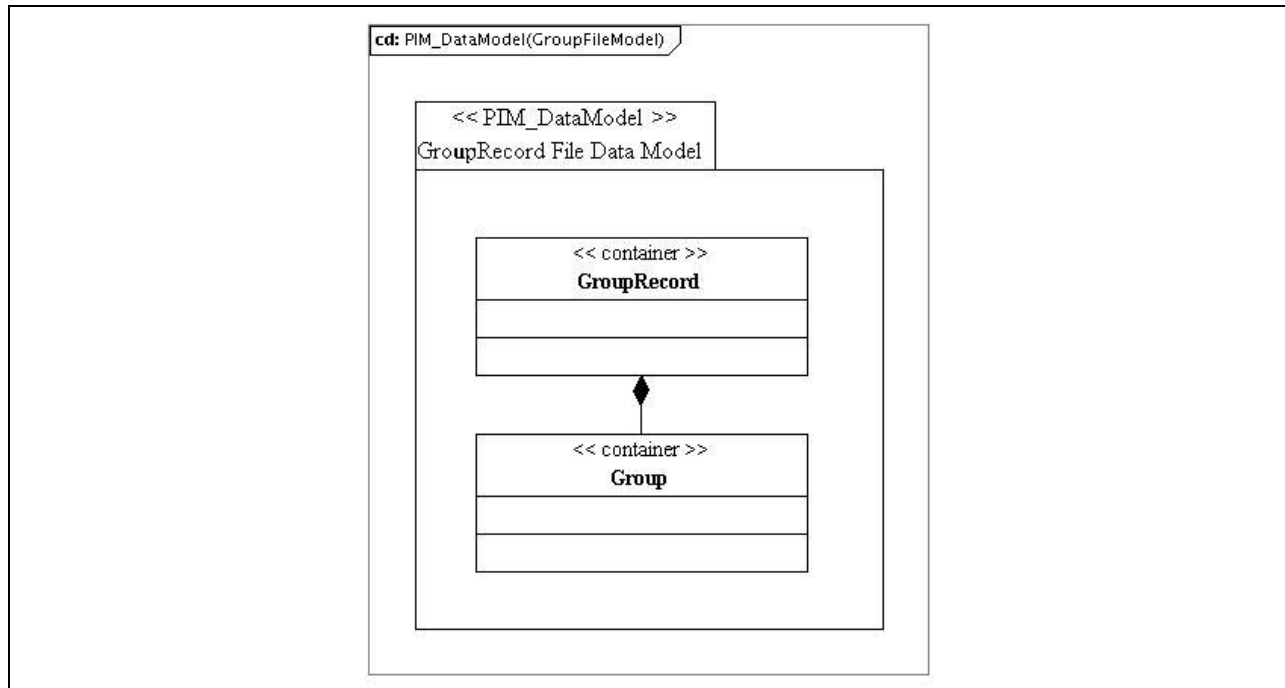 cd: PIM_DataModel(GroupFileModel)
<< PIM_DataModel >>
GroupRecord File Data Model
<< container >>
GroupRecord
<< container >>
Group